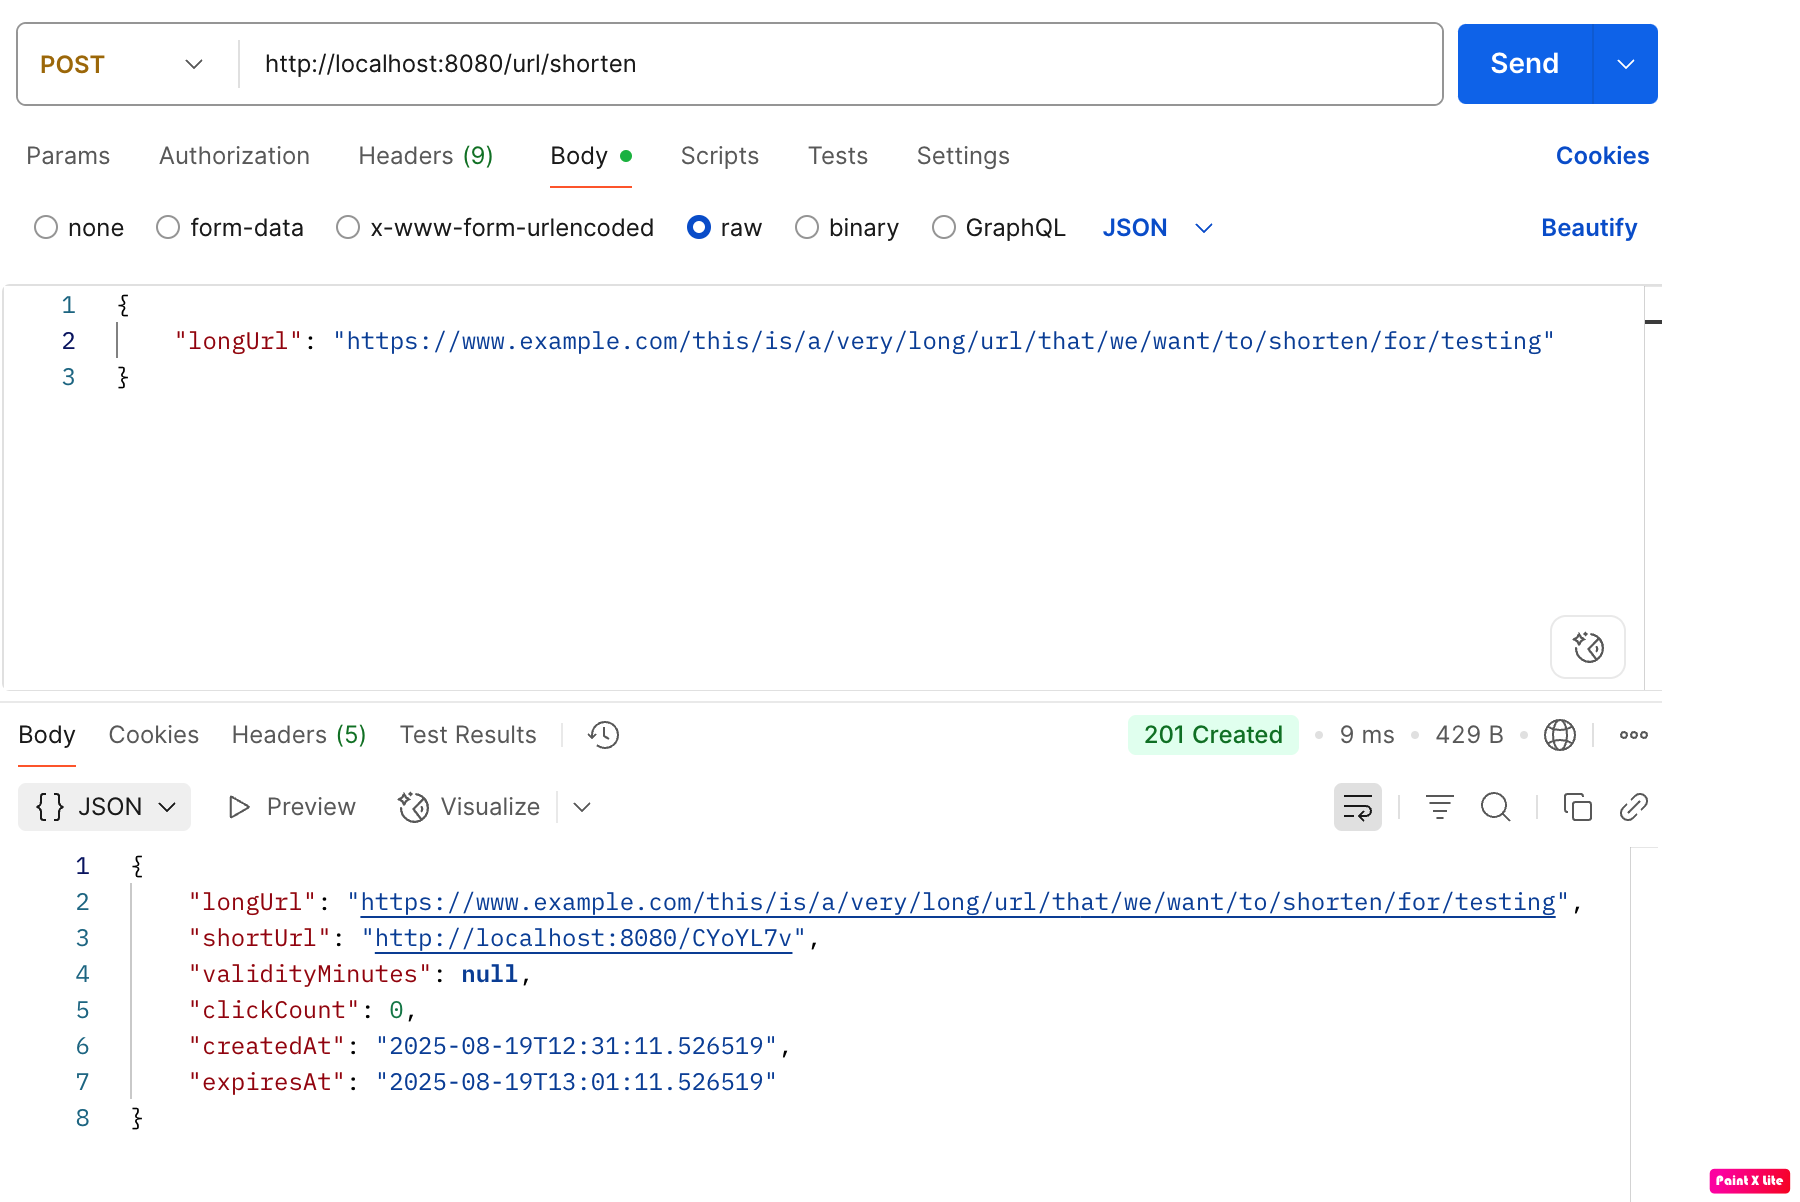 POST http://localhost:8080/url/shorten Send
Params Authorization Headers (9) Body Scripts Tests Settings Cookies
none form-data x-www-form-urlencoded raw binary GraphQL JSON Beautify
1 {
2 "longUrl": "https://www.example.com/this/is/a/very/long/url/that/we/want/to/shorten/for/testing"
3 }
Body Cookies Headers (5) Test Results 201 Created • 9 ms • 429 B •
{} JSON Preview Visualize
1 {
2 "longUrl": "https://www.example.com/this/is/a/very/long/url/that/we/want/to/shorten/for/testing",
3 "shortUrl": "http://localhost:8080/CYoYL7v",
4 "validityMinutes": null,
5 "clickCount": 0,
6 "createdAt": "2025-08-19T12:31:11.526519",
7 "expiresAt": "2025-08-19T13:01:11.526519"
8 }
Paint X Lite